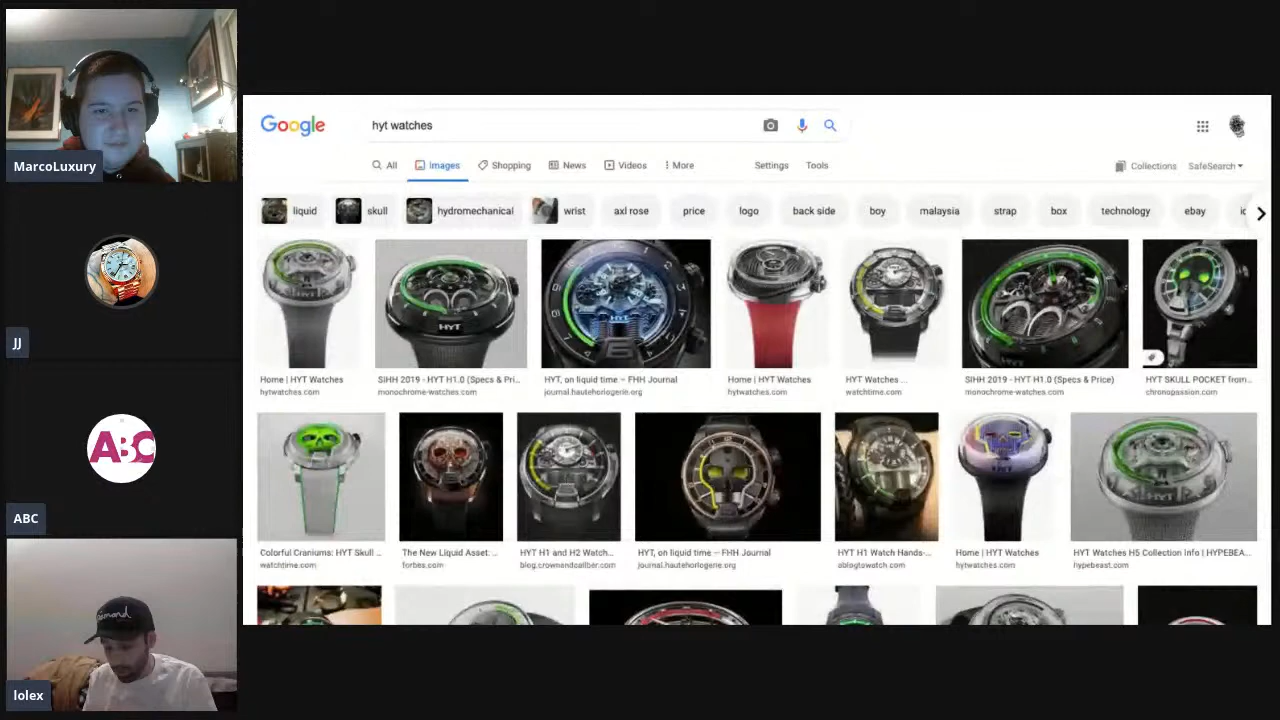 MarcoLuxury
JJ
ABC
ABC
Diamond
lolex
Google
hyt watches
All
Images
Shopping
News
Videos
More
Settings
Tools
Collections
SafeSearch
liquid
skull
hydromechanical
wrist
axl rose
price
logo
back side
boy
malaysia
strap
box
technology
ebay
HYT
HYT
Home | HYT Watches
hytwatches.com
SIHH 2019 - HYT H1.0 (Specs & Pri...
monochrome-watches.com
HYT, on liquid time – FHH Journal
journal.hautehorlogerie.org
Home | HYT Watches
hytwatches.com
HYT Watches ...
watchtime.com
SIHH 2019 - HYT H1.0 (Specs & Price)
monochrome-watches.com
HYT SKULL POCKET from...
chronopassion.com
HYT
HYT
Colorful Craniums: HYT Skull ...
watchtime.com
The New Liquid Asset: ...
forbes.com
HYT H1 and H2 Watch...
blog.crownandcaliber.com
HYT, on liquid time – FHH Journal
journal.hautehorlogerie.org
HYT H1 Watch Hands-...
ablogtowatch.com
Home | HYT Watches
hytwatches.com
HYT Watches H5 Collection Info | HYPEBEA...
hypebeast.com